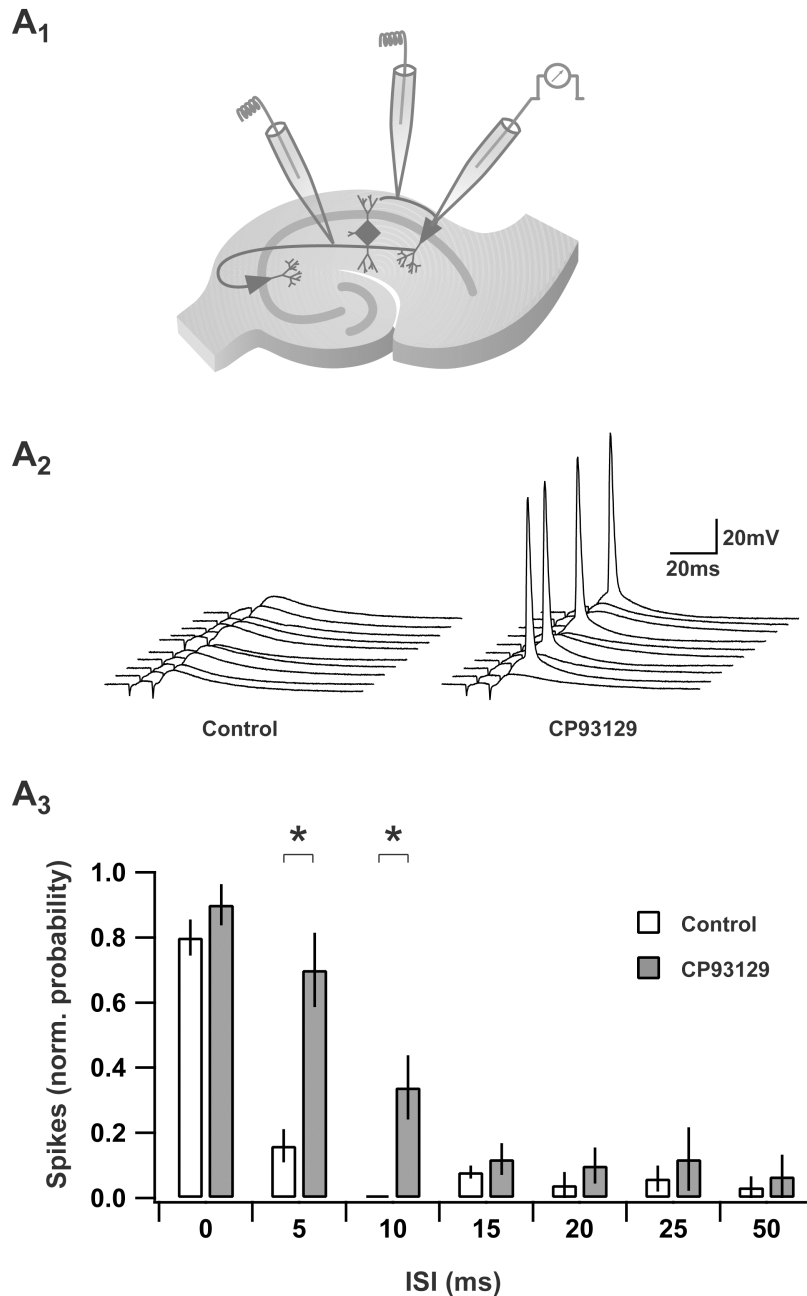 A1
A2
20mV
20ms
Control
CP93129
A3
* *
Spikes (norm. probability)
1.0
0.8
0.6
0.4
0.2
0.0
Control
CP93129
0 5 10 15 20 25 50
ISI (ms)